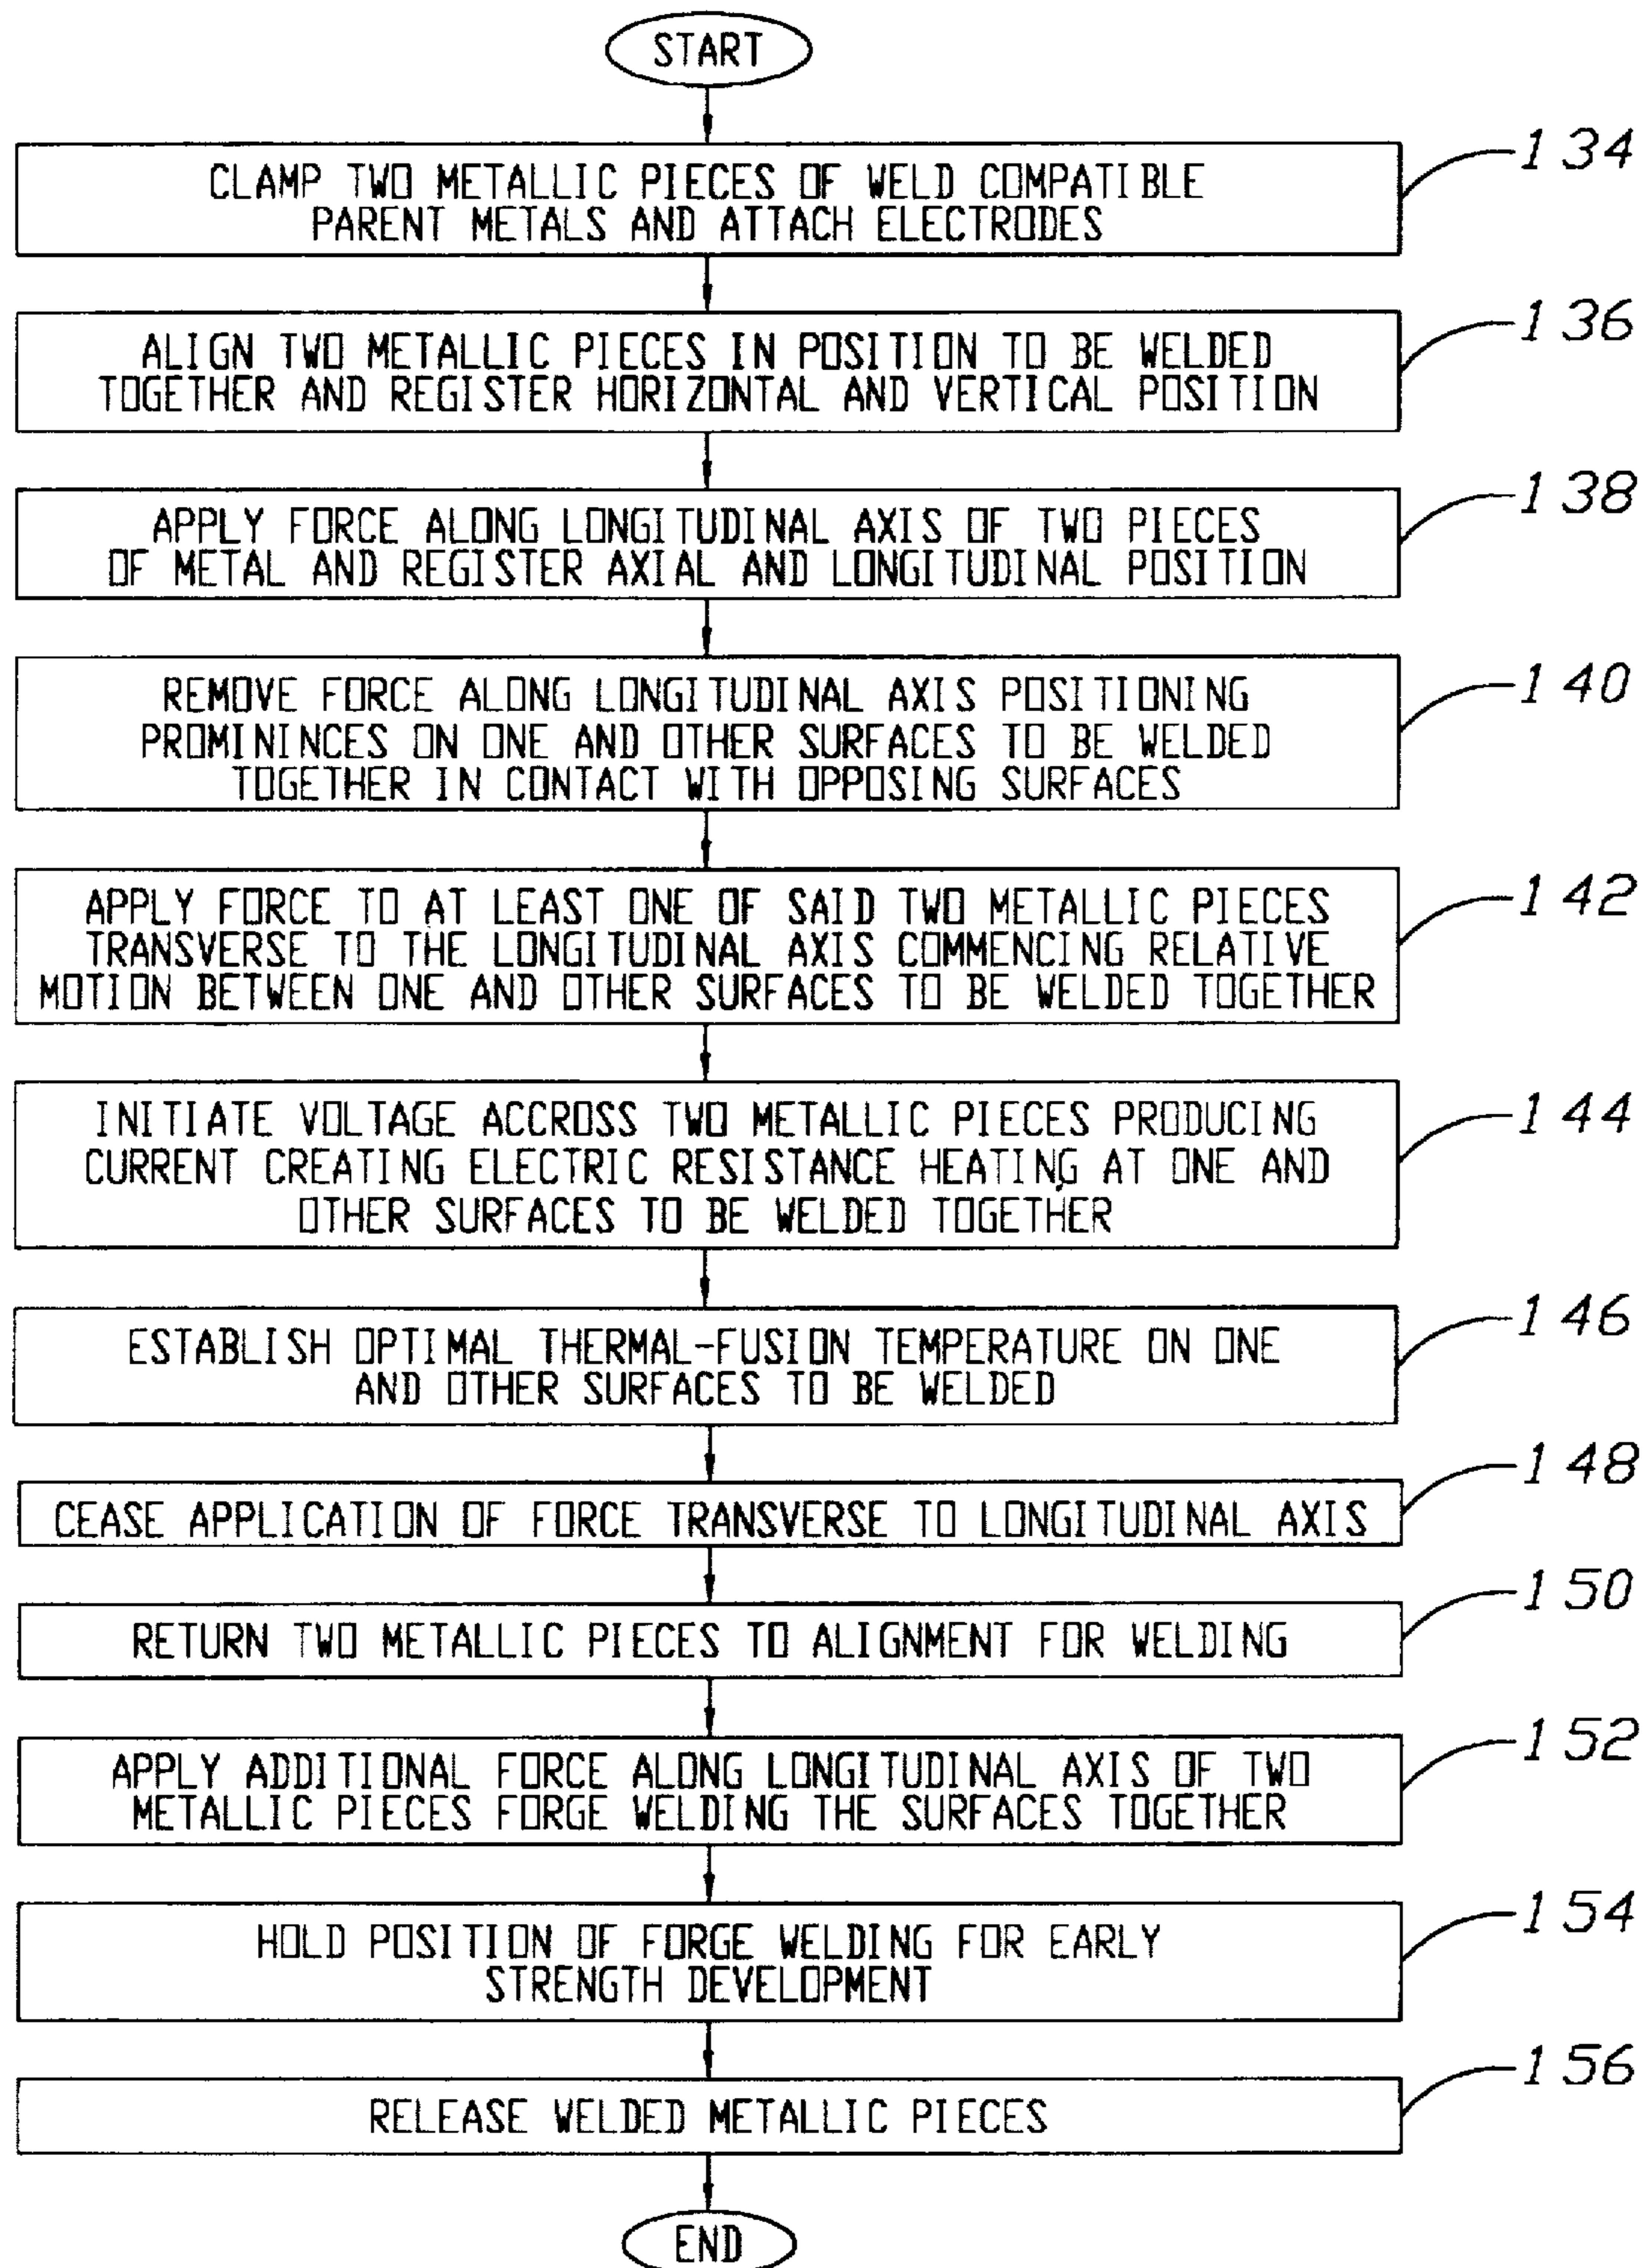 START
CLAMP TWO METALLIC PIECES OF WELD COMPATIBLE
PARENT METALS AND ATTACH ELECTRODES
134
ALIGN TWO METALLIC PIECES IN POSITION TO BE WELDED
TOGETHER AND REGISTER HORIZONTAL AND VERTICAL POSITION
136
APPLY FORCE ALONG LONGITUDINAL AXIS OF TWO PIECES
OF METAL AND REGISTER AXIAL AND LONGITUDINAL POSITION
138
REMOVE FORCE ALONG LONGITUDINAL AXIS POSITIONING
PROMININCES ON ONE AND OTHER SURFACES TO BE WELDED
TOGETHER IN CONTACT WITH OPPOSING SURFACES
140
APPLY FORCE TO AT LEAST ONE OF SAID TWO METALLIC PIECES
TRANSVERSE TO THE LONGITUDINAL AXIS COMMENCING RELATIVE
MOTION BETWEEN ONE AND OTHER SURFACES TO BE WELDED TOGETHER
142
INITIATE VOLTAGE ACCROSS TWO METALLIC PIECES PRODUCING
CURRENT CREATING ELECTRIC RESISTANCE HEATING AT ONE AND
OTHER SURFACES TO BE WELDED TOGETHER
144
ESTABLISH OPTIMAL THERMAL-FUSION TEMPERATURE ON ONE
AND OTHER SURFACES TO BE WELDED
146
CEASE APPLICATION OF FORCE TRANSVERSE TO LONGITUDINAL AXIS
148
RETURN TWO METALLIC PIECES TO ALIGNMENT FOR WELDING
150
APPLY ADDITIONAL FORCE ALONG LONGITUDINAL AXIS OF TWO
METALLIC PIECES FORGE WELDING THE SURFACES TOGETHER
152
HOLD POSITION OF FORGE WELDING FOR EARLY
STRENGTH DEVELOPMENT
154
RELEASE WELDED METALLIC PIECES
156
END